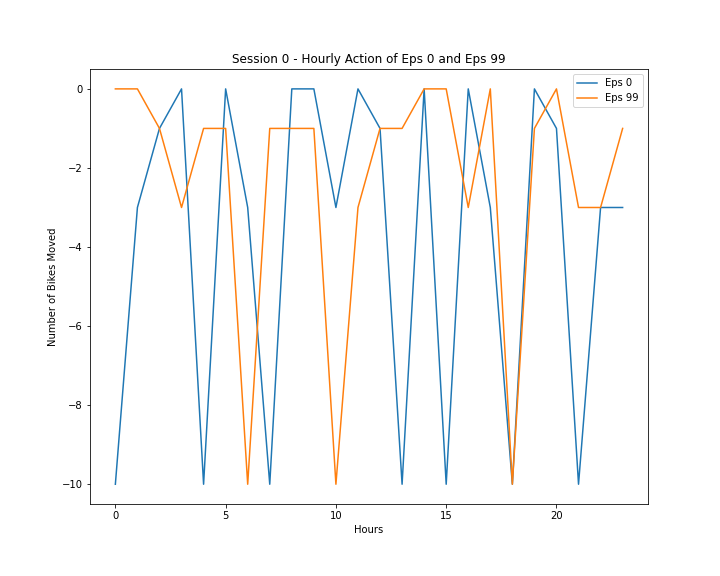 Session 0 - Hourly Action of Eps 0 and Eps 99
Eps 0
Eps 99
Number of Bikes Moved
0
−2
−4
−6
−8
−10
0
5
10
15
20
Hours